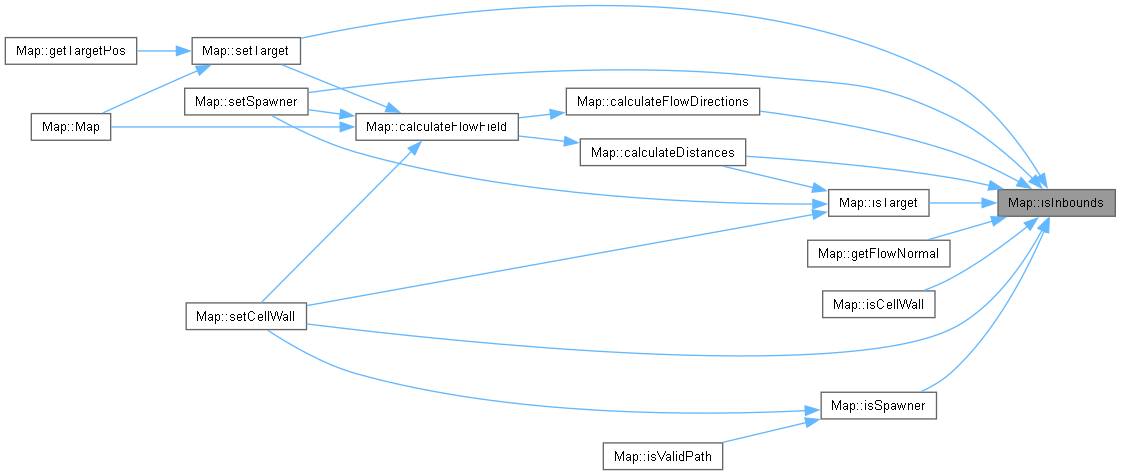 Map::getTargetPos
Map::setTarget
Map::setSpawner
Map::calculateFlowDirections
Map::Map
Map::calculateFlowField
Map::calculateDistances
Map::isTarget
Map::isInbounds
Map::getFlowNormal
Map::isCellWall
Map::setCellWall
Map::isSpawner
Map::isValidPath